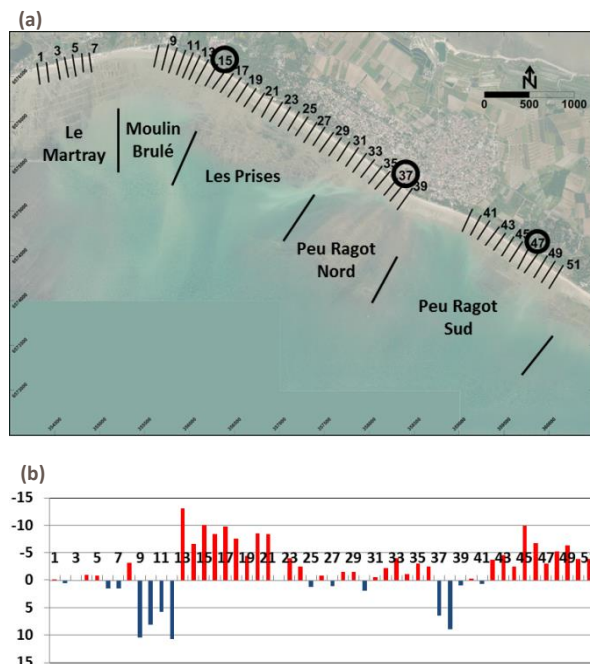 (a)
1 3 5 7 9 11 13 15 17 19 21 23 25 27 29 31 33 35 37 39 41 43 45 47 49 51
N
0 500 1000
Le
Martray
Moulin
Brulé
Les Prises
Peu Ragot
Nord
Peu Ragot
Sud
(b)
-15
-10
-5
1 3 5 7 9 11 13 15 17 19 21 23 25 27 29 31 33 35 37 39 41 43 45 47 49
0
5
10
15